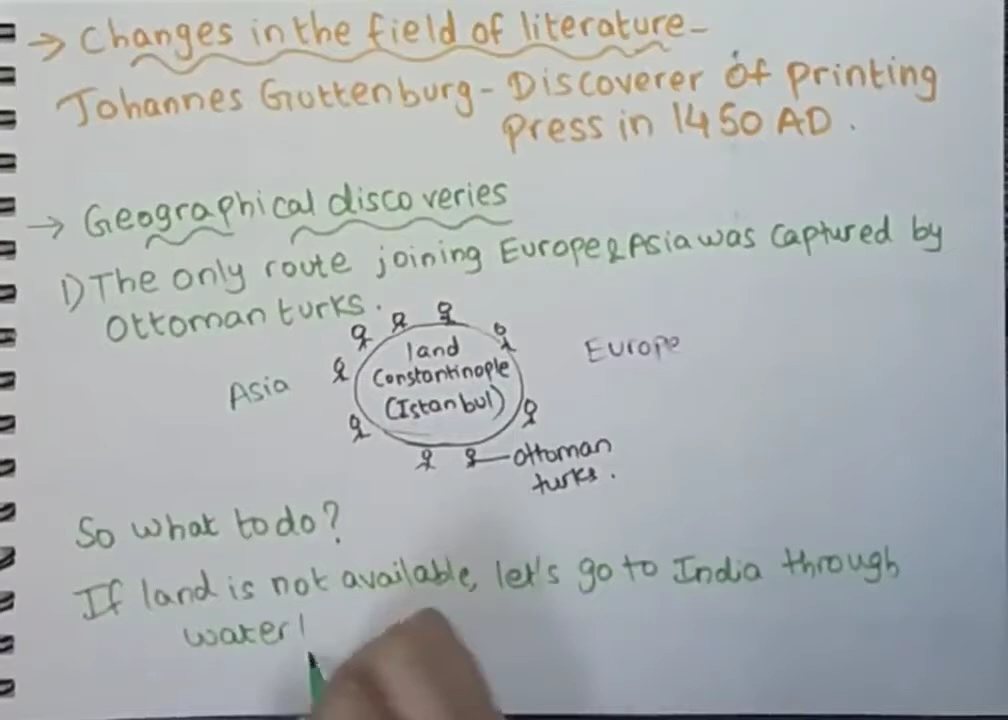 → Changes in the field of literature-
Johannes Guttenburg - Discoverer of printing
press in 1450 AD.
→ Geographical discoveries
1) The only route joining Europe & Asia was captured by
Ottoman turks.
land
Constantinople
(Istanbul)
Asia
Europe
ottoman
turks.
So what to do?
If land is not available, let's go to India through
water!